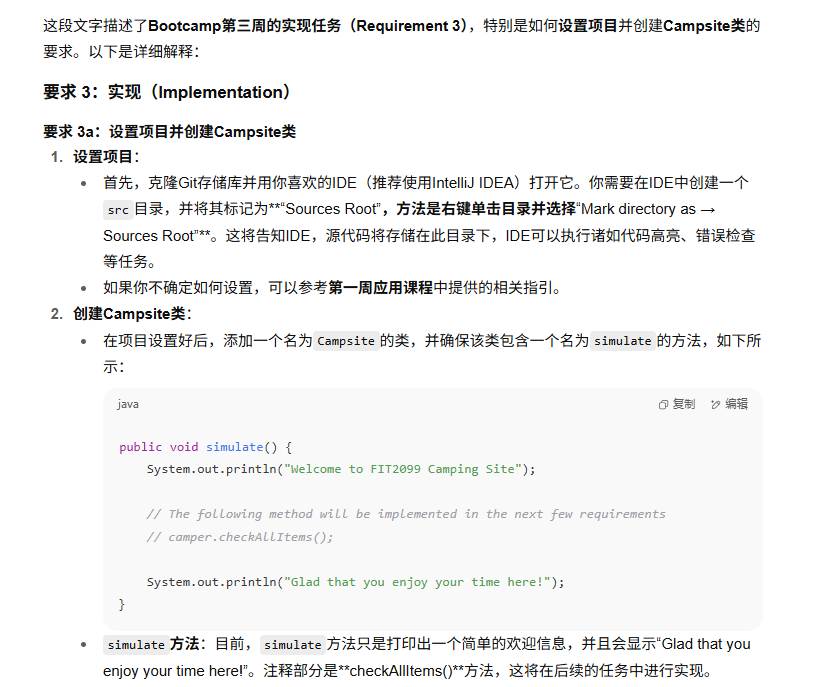 这段文字描述了Bootcamp第三周的实现任务（Requirement 3），特别是如何设置项目并创建Campsite类的
要求。以下是详细解释：
要求 3：实现（Implementation）
要求 3a：设置项目并创建Campsite类
1. 设置项目：
• 首先，克隆Git存储库并用你喜欢的IDE（推荐使用IntelliJ IDEA）打开它。你需要在IDE中创建一个
src 目录，并将其标记为**“Sources Root”，方法是右键单击目录并选择“Mark directory as →
Sources Root”**。这将告知IDE，源代码将存储在此目录下，IDE可以执行诸如代码高亮、错误检查
等任务。
• 如果你不确定如何设置，可以参考第一周应用课程中提供的相关指引。
2. 创建Campsite类：
• 在项目设置好后，添加一个名为 Campsite 的类，并确保该类包含一个名为 simulate 的方法，如下所
示：
java 复制 编辑
public void simulate() {
System.out.println("Welcome to FIT2099 Camping Site");
// The following method will be implemented in the next few requirements
// camper.checkAllItems();
System.out.println("Glad that you enjoy your time here!");
}
• simulate 方法：目前， simulate 方法只是打印出一个简单的欢迎信息，并且会显示“Glad that you
enjoy your time here!”。注释部分是**checkAllItems()**方法，这将在后续的任务中进行实现。